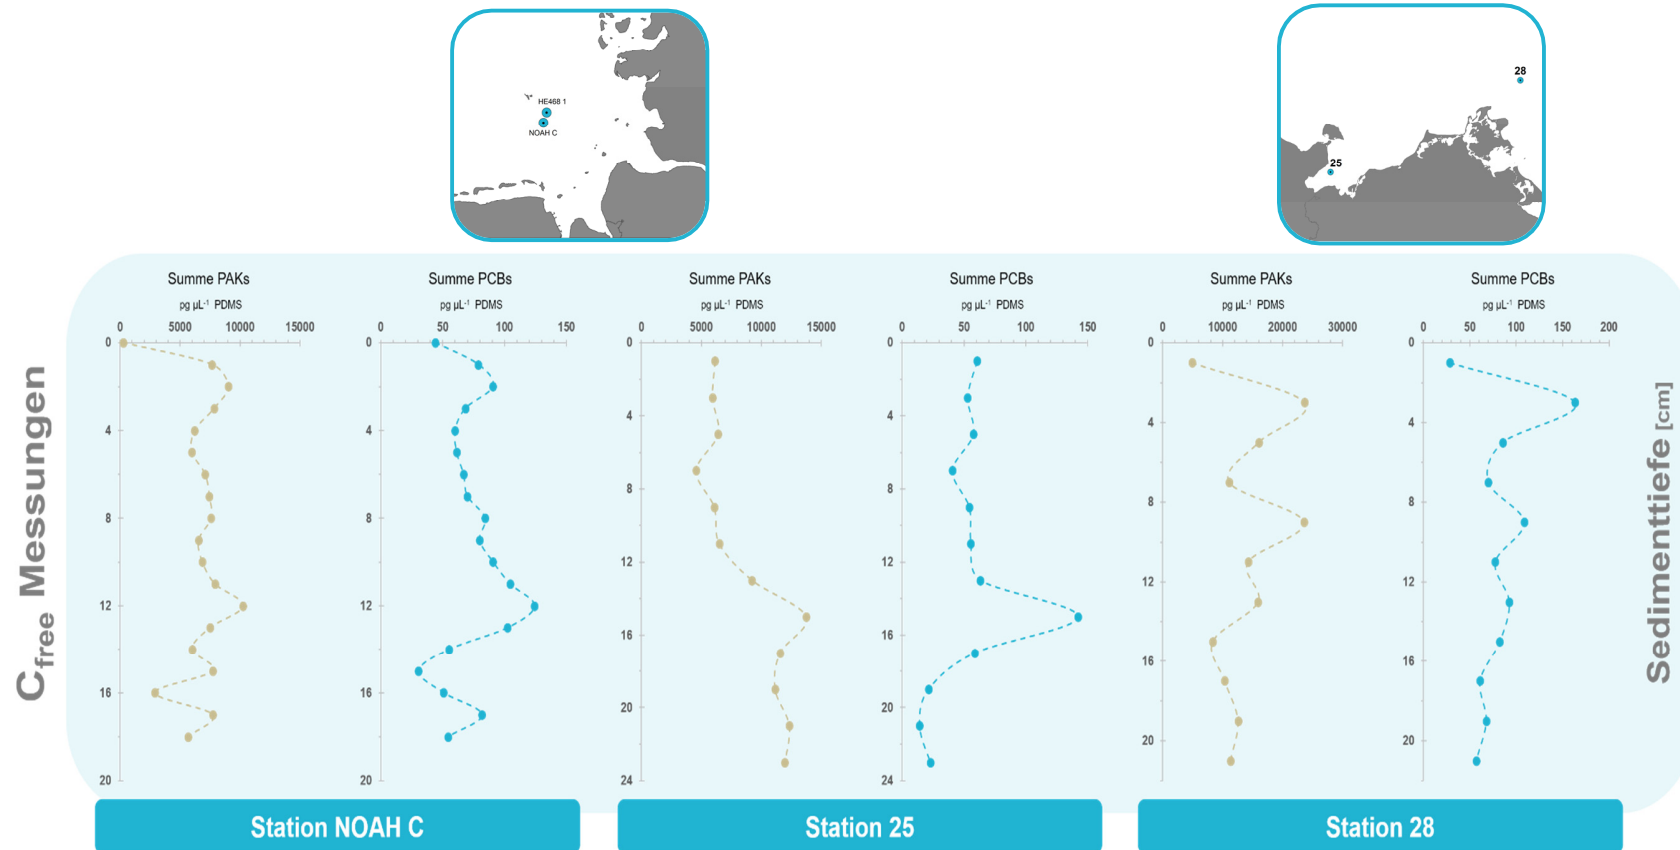 HE468 1
NOAH C
28
25
C_free Messungen
Summe PAKs
pg µL⁻¹ PDMS
0 5000 10000 15000
0
4
8
12
16
20
Summe PCBs
pg µL⁻¹ PDMS
0 50 100 150
0
4
8
12
16
20
Summe PAKs
pg µL⁻¹ PDMS
0 5000 10000 15000
0
4
8
12
16
20
24
Summe PCBs
pg µL⁻¹ PDMS
0 50 100 150
0
4
8
12
16
20
24
Summe PAKs
pg µL⁻¹ PDMS
0 10000 20000 30000
0
4
8
12
16
20
Summe PCBs
pg µL⁻¹ PDMS
0 50 100 150 200
0
4
8
12
16
20
Sedimenttiefe [cm]
Station NOAH C
Station 25
Station 28